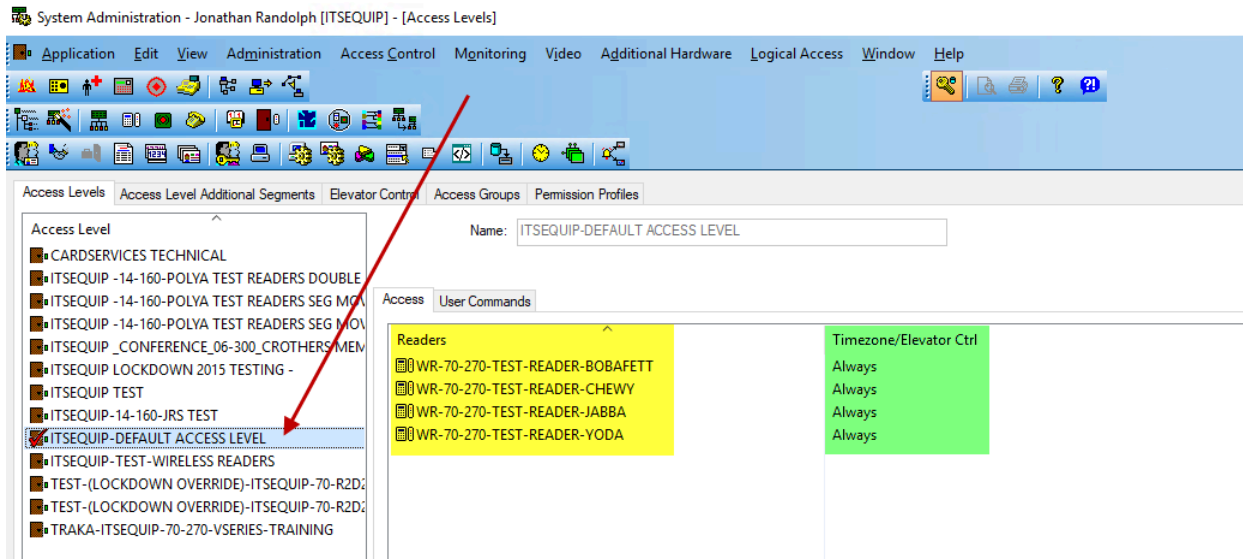 System Administration - Jonathan Randolph [ITSEQUIP] - [Access Levels]
Application Edit View Administration Access Control Monitoring Video Additional Hardware Logical Access Window Help
Access Levels Access Level Additional Segments Elevator Control Access Groups Permission Profiles
Access Level
CARDSERVICES TECHNICAL
ITSEQUIP -14-160-POLYA TEST READERS DOUBLE
ITSEQUIP -14-160-POLYA TEST READERS SEG MOV
ITSEQUIP -14-160-POLYA TEST READERS SEG MOV
ITSEQUIP _CONFERENCE_06-300_CROTHERS MEM
ITSEQUIP LOCKDOWN 2015 TESTING -
ITSEQUIP TEST
ITSEQUIP-14-160-JRS TEST
ITSEQUIP-DEFAULT ACCESS LEVEL
ITSEQUIP-TEST-WIRELESS READERS
TEST-(LOCKDOWN OVERRIDE)-ITSEQUIP-70-R2D2
TEST-(LOCKDOWN OVERRIDE)-ITSEQUIP-70-R2D2
TRAKA-ITSEQUIP-70-270-VSERIES-TRAINING
Name: ITSEQUIP-DEFAULT ACCESS LEVEL
Access User Commands
Readers Timezone/Elevator Ctrl
WR-70-270-TEST-READER-BOBAFETT Always
WR-70-270-TEST-READER-CHEWY Always
WR-70-270-TEST-READER-JABBA Always
WR-70-270-TEST-READER-YODA Always